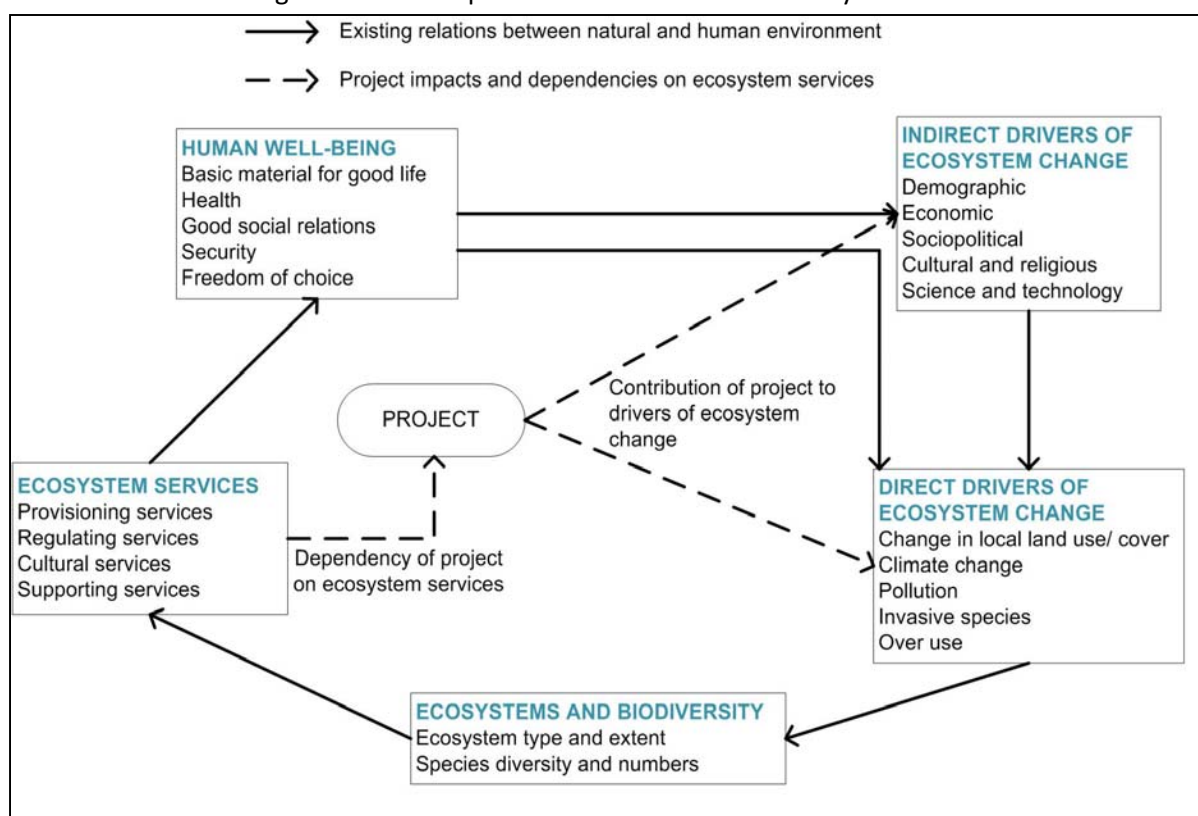 Existing relations between natural and human environment
Project impacts and dependencies on ecosystem services
HUMAN WELL-BEING
Basic material for good life
Health
Good social relations
Security
Freedom of choice
INDIRECT DRIVERS OF
ECOSYSTEM CHANGE
Demographic
Economic
Sociopolitical
Cultural and religious
Science and technology
PROJECT
Contribution of project to
drivers of ecosystem
change
ECOSYSTEM SERVICES
Provisioning services
Regulating services
Cultural services
Supporting services
Dependency of project
on ecosystem services
DIRECT DRIVERS OF
ECOSYSTEM CHANGE
Change in local land use/ cover
Climate change
Pollution
Invasive species
Over use
ECOSYSTEMS AND BIODIVERSITY
Ecosystem type and extent
Species diversity and numbers